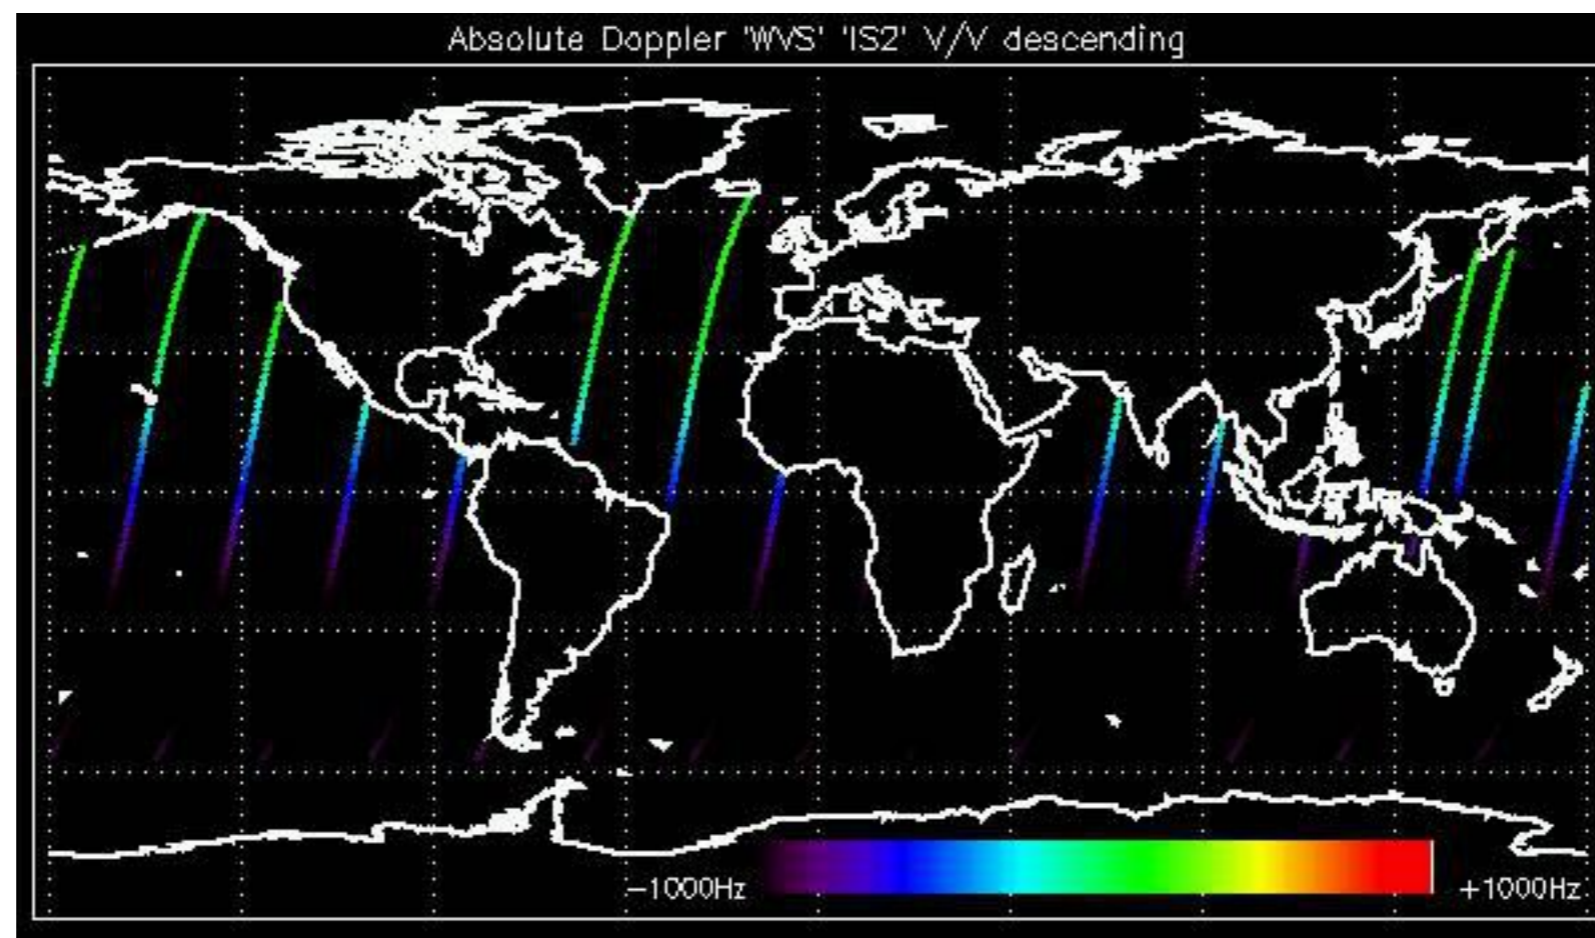 Absolute Doppler 'WVS' 'IS2' V/V descending
−1000Hz +1000Hz